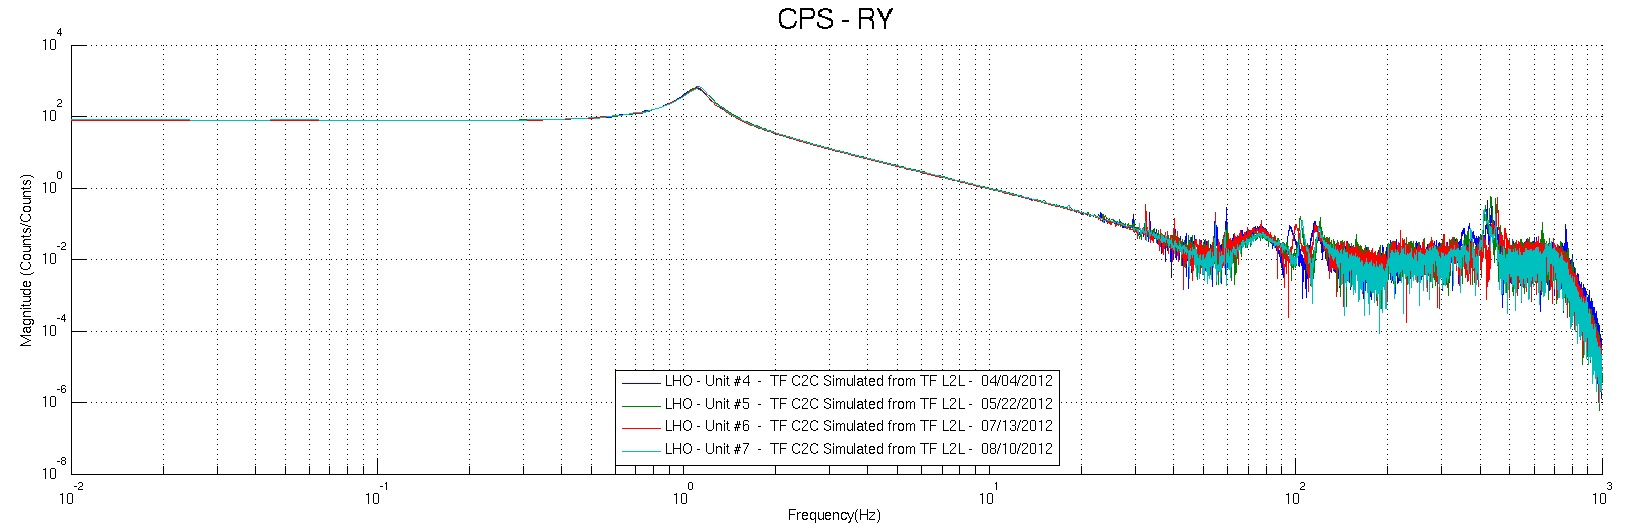 CPS - RY
10^4
10^2
10^0
10^-2
10^-4
10^-6
10^-8
Magnitude (Counts/Counts)
LHO - Unit #4 - TF C2C Simulated from TF L2L - 04/04/2012
LHO - Unit #5 - TF C2C Simulated from TF L2L - 05/22/2012
LHO - Unit #6 - TF C2C Simulated from TF L2L - 07/13/2012
LHO - Unit #7 - TF C2C Simulated from TF L2L - 08/10/2012
10^-2 10^-1 10^0 10^1 10^2 10^3
Frequency(Hz)